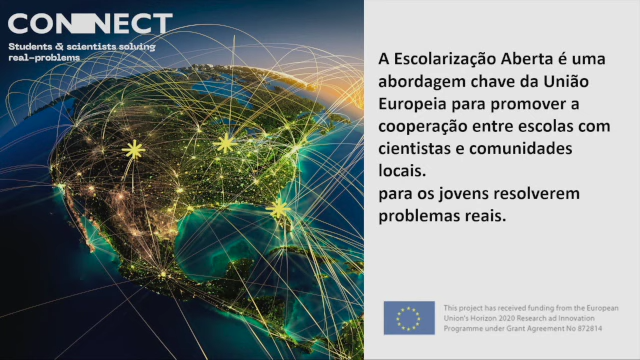 CONNECT
Students & scientists solving
real-problems
A Escolarização Aberta é uma
abordagem chave da União
Europeia para promover a
cooperação entre escolas com
cientistas e comunidades
locais.
para os jovens resolverem
problemas reais.
This project has received funding from the European
Union's Horizon 2020 Research ad Innovation
Programme under Grant Agreement No 872814